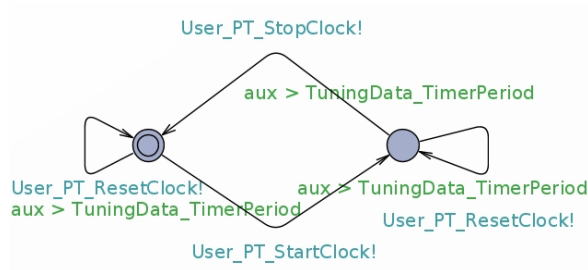 User_PT_StopClock!
aux > TuningData_TimerPeriod
User_PT_ResetClock!
aux > TuningData_TimerPeriod
aux > TuningData_TimerPeriod
User_PT_ResetClock!
User_PT_StartClock!